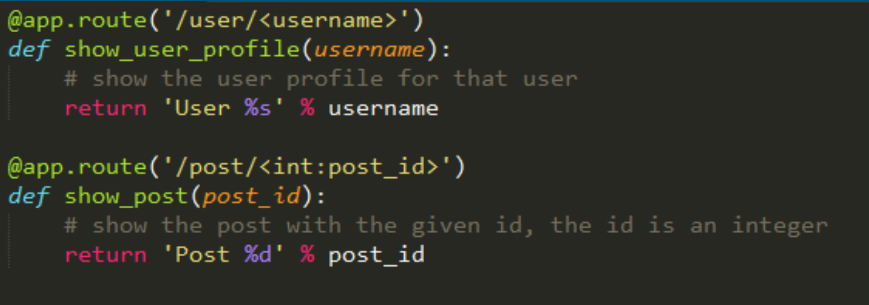 @app.route('/user/<username>')
def show_user_profile(username):
    # show the user profile for that user
    return 'User %s' % username

@app.route('/post/<int:post_id>')
def show_post(post_id):
    # show the post with the given id, the id is an integer
    return 'Post %d' % post_id